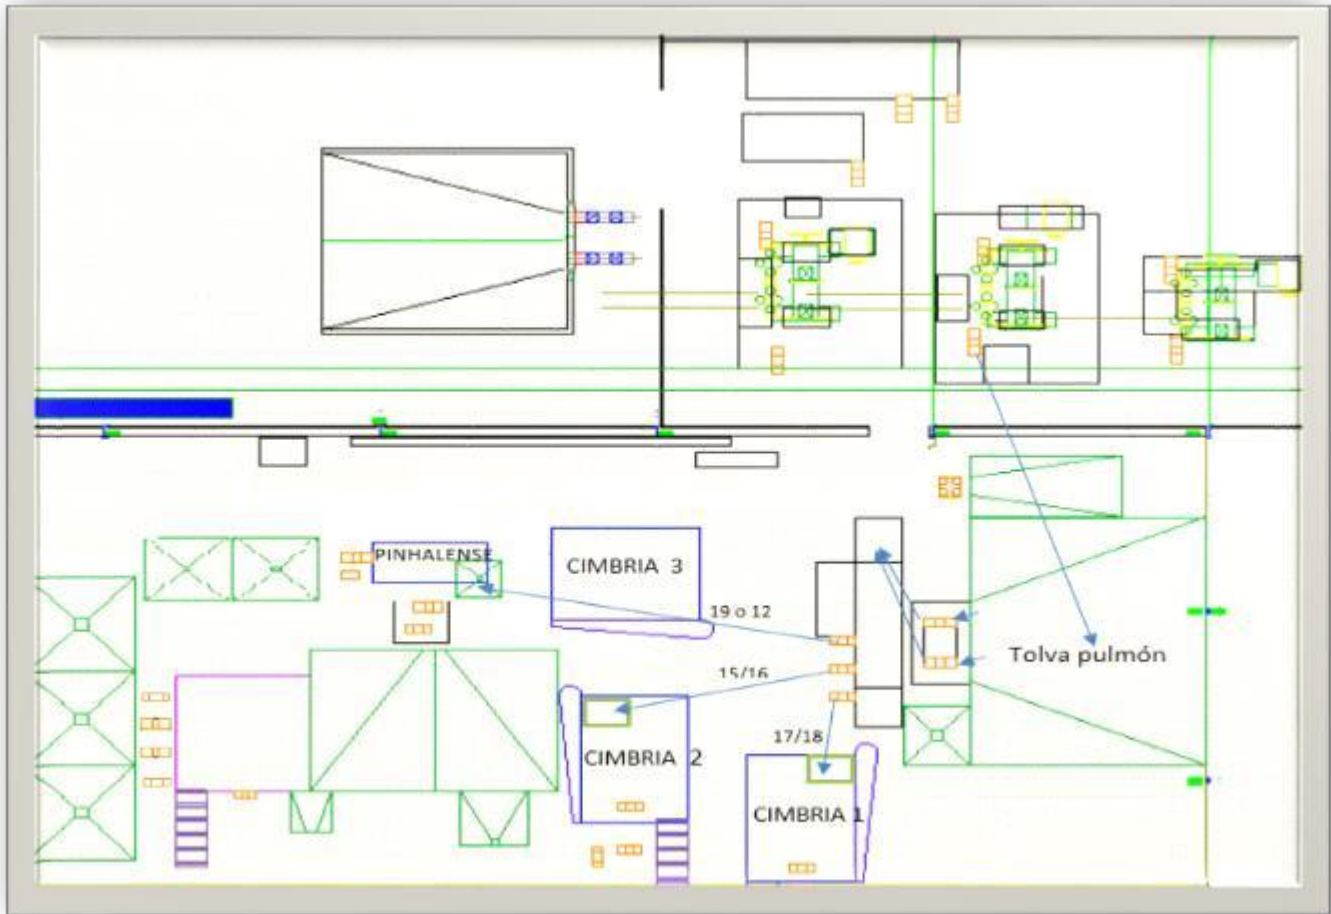 PINHALENSE
CIMBRIA 3
19 o 12
Tolva pulmón
15/16
17/18
CIMBRIA 2
CIMBRIA 1